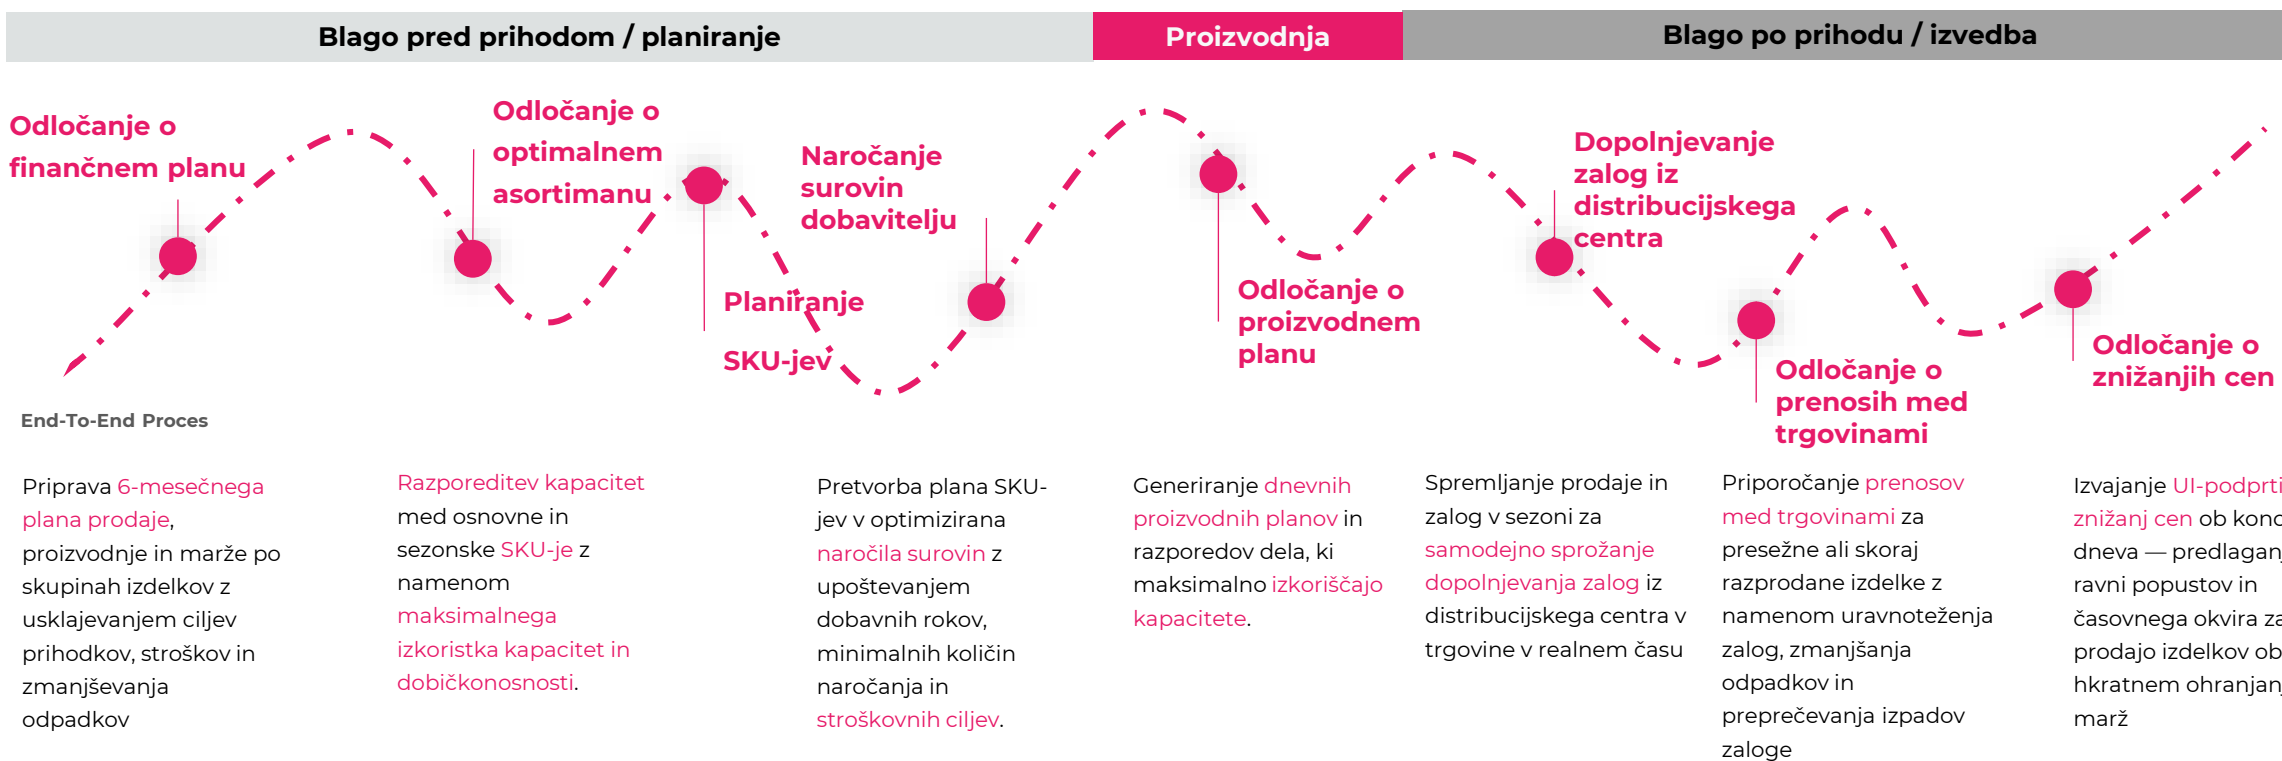 Blago pred prihodom / planiranje
Proizvodnja
Blago po prihodu / izvedba
Odločanje o
finančnem planu
Odločanje o
optimalnem
asortimanu
Planiranje
SKU-jev
Naročanje
surovin
dobavitelju
Odločanje o
proizvodnem
planu
Dopolnjevanje
zalog iz
distribucijskega
centra
Odločanje o
prenosih med
trgovinami
Odločanje o
znižanjih cen
End-To-End Proces
Priprava 6-mesečnega
plana prodaje,
proizvodnje in marže po
skupinah izdelkov z
usklajevanjem ciljev
prihodkov, stroškov in
zmanjševanja
odpadkov
Razporeditev kapacitet
med osnovne in
sezonske SKU-je z
namenom
maksimalnega
izkoristka kapacitet in
dobičkonosnosti.
Pretvorba plana SKU-
jev v optimizirana
naročila surovin z
upoštevanjem
dobavnih rokov,
minimalnih količin
naročanja in
stroškovnih ciljev.
Generiranje dnevnih
proizvodnih planov in
razporedov dela, ki
maksimalno izkoriščajo
kapacitete.
Spremljanje prodaje in
zalog v sezoni za
samodejno sprožanje
dopolnjevanja zalog iz
distribucijskega centra v
trgovine v realnem času
Priporočanje prenosov
med trgovinami za
presežne ali skoraj
razprodane izdelke z
namenom uravnoteženja
zalog, zmanjšanja
odpadkov in
preprečevanja izpadov
zaloge
Izvajanje UI-podprti
znižanj cen ob
dneva —
ravni popustov in
časovnega okvira za
prodajo izdelkov ob
hkratnem
marž